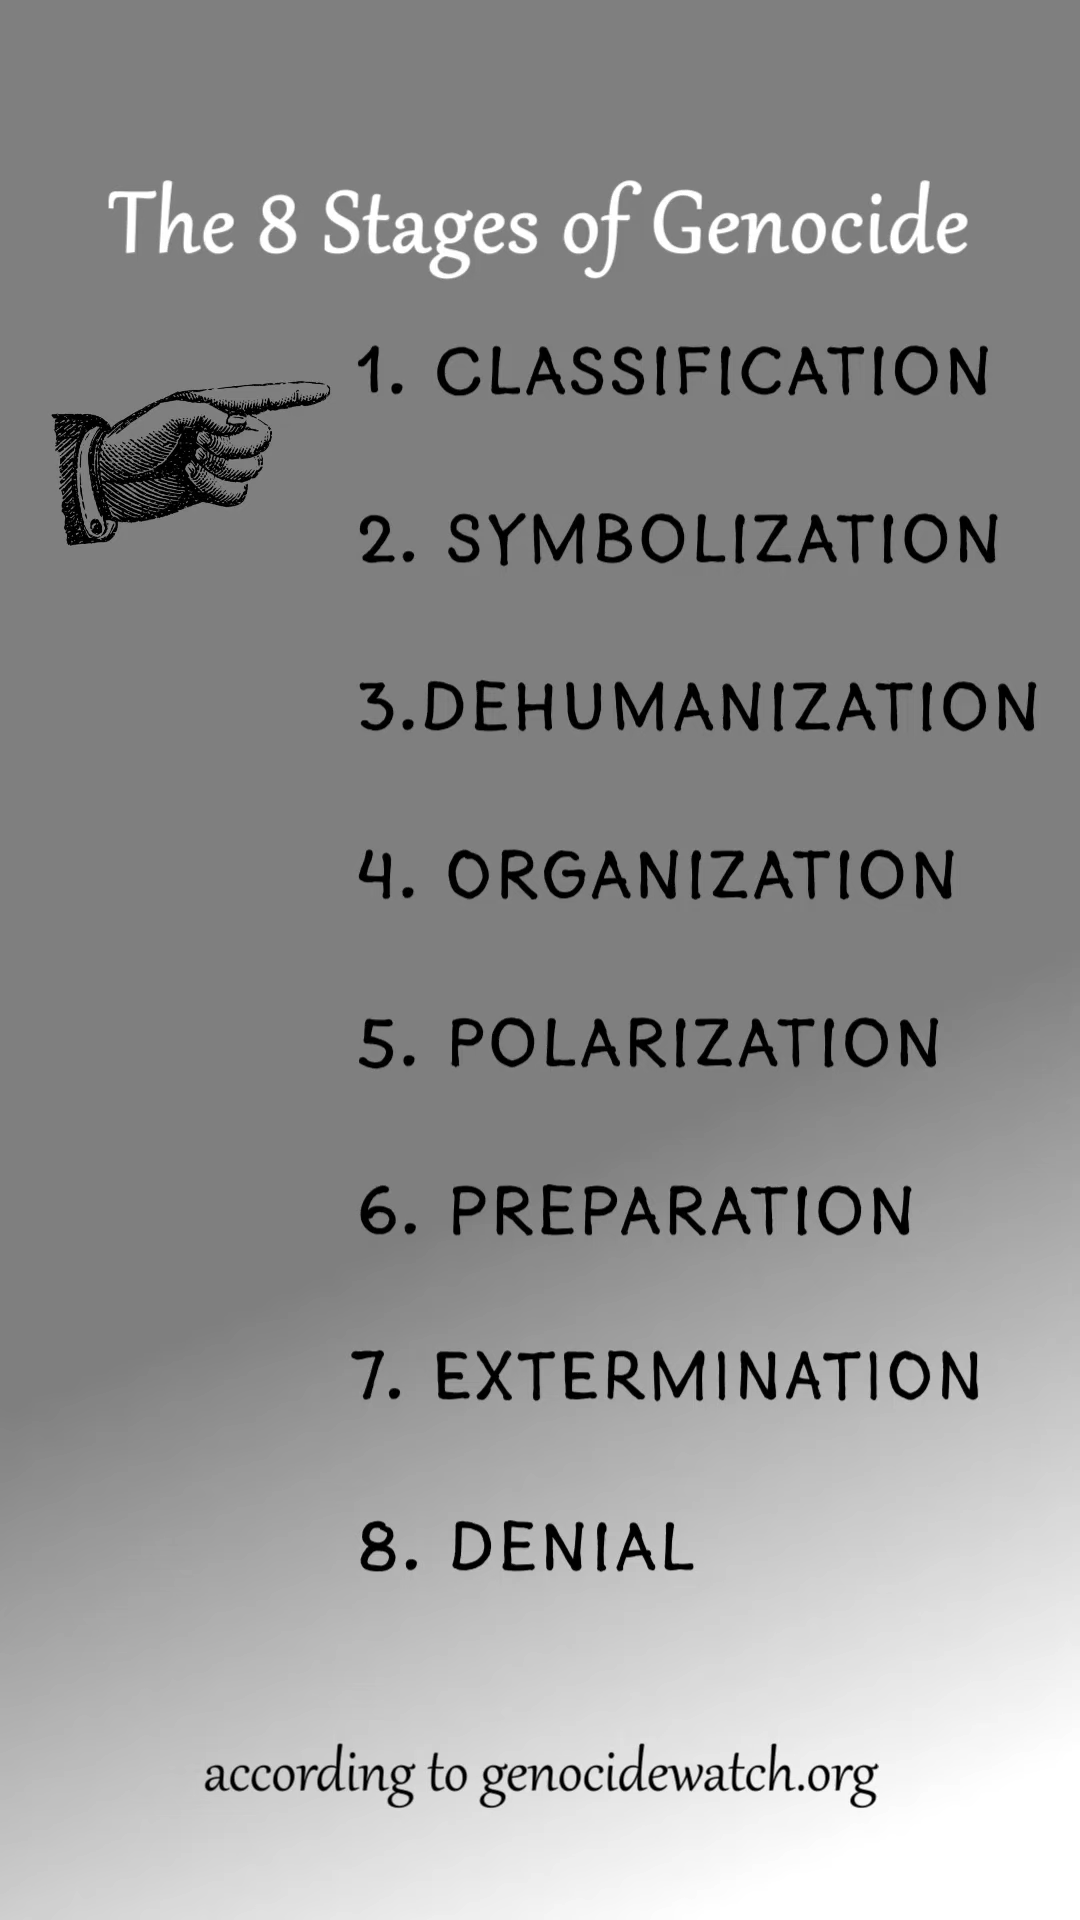 The 8 Stages of Genocide
1. CLASSIFICATION
2. SYMBOLIZATION
3.DEHUMANIZATION
4. ORGANIZATION
5. POLARIZATION
6. PREPARATION
7. EXTERMINATION
8. DENIAL
according to genocidewatch.org